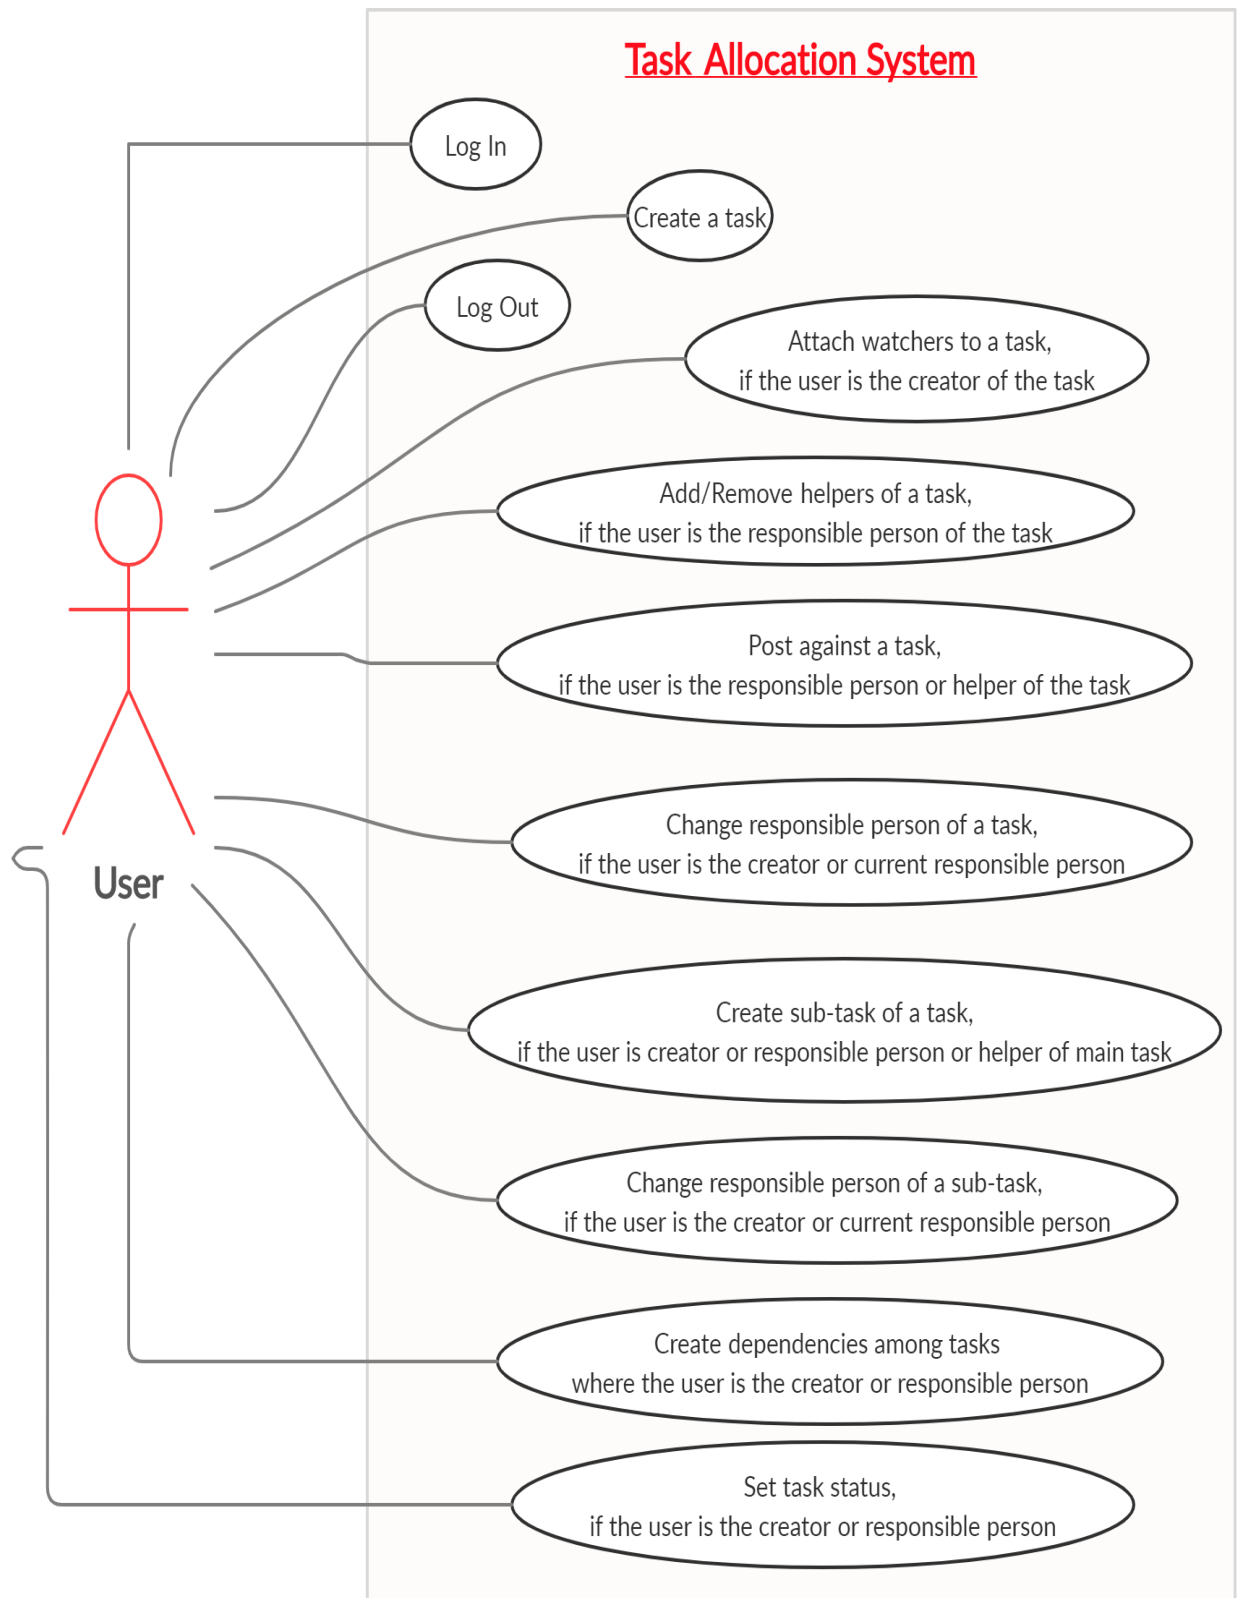 Task Allocation System
Log In
Create a task
Log Out
Attach watchers to a task,
if the user is the creator of the task
Add/Remove helpers of a task,
if the user is the responsible person of the task
Post against a task,
if the user is the responsible person or helper of the task
Change responsible person of a task,
if the user is the creator or current responsible person
User
Create sub-task of a task,
if the user is creator or responsible person or helper of main task
Change responsible person of a sub-task,
if the user is the creator or current responsible person
Create dependencies among tasks
where the user is the creator or responsible person
Set task status,
if the user is the creator or responsible person